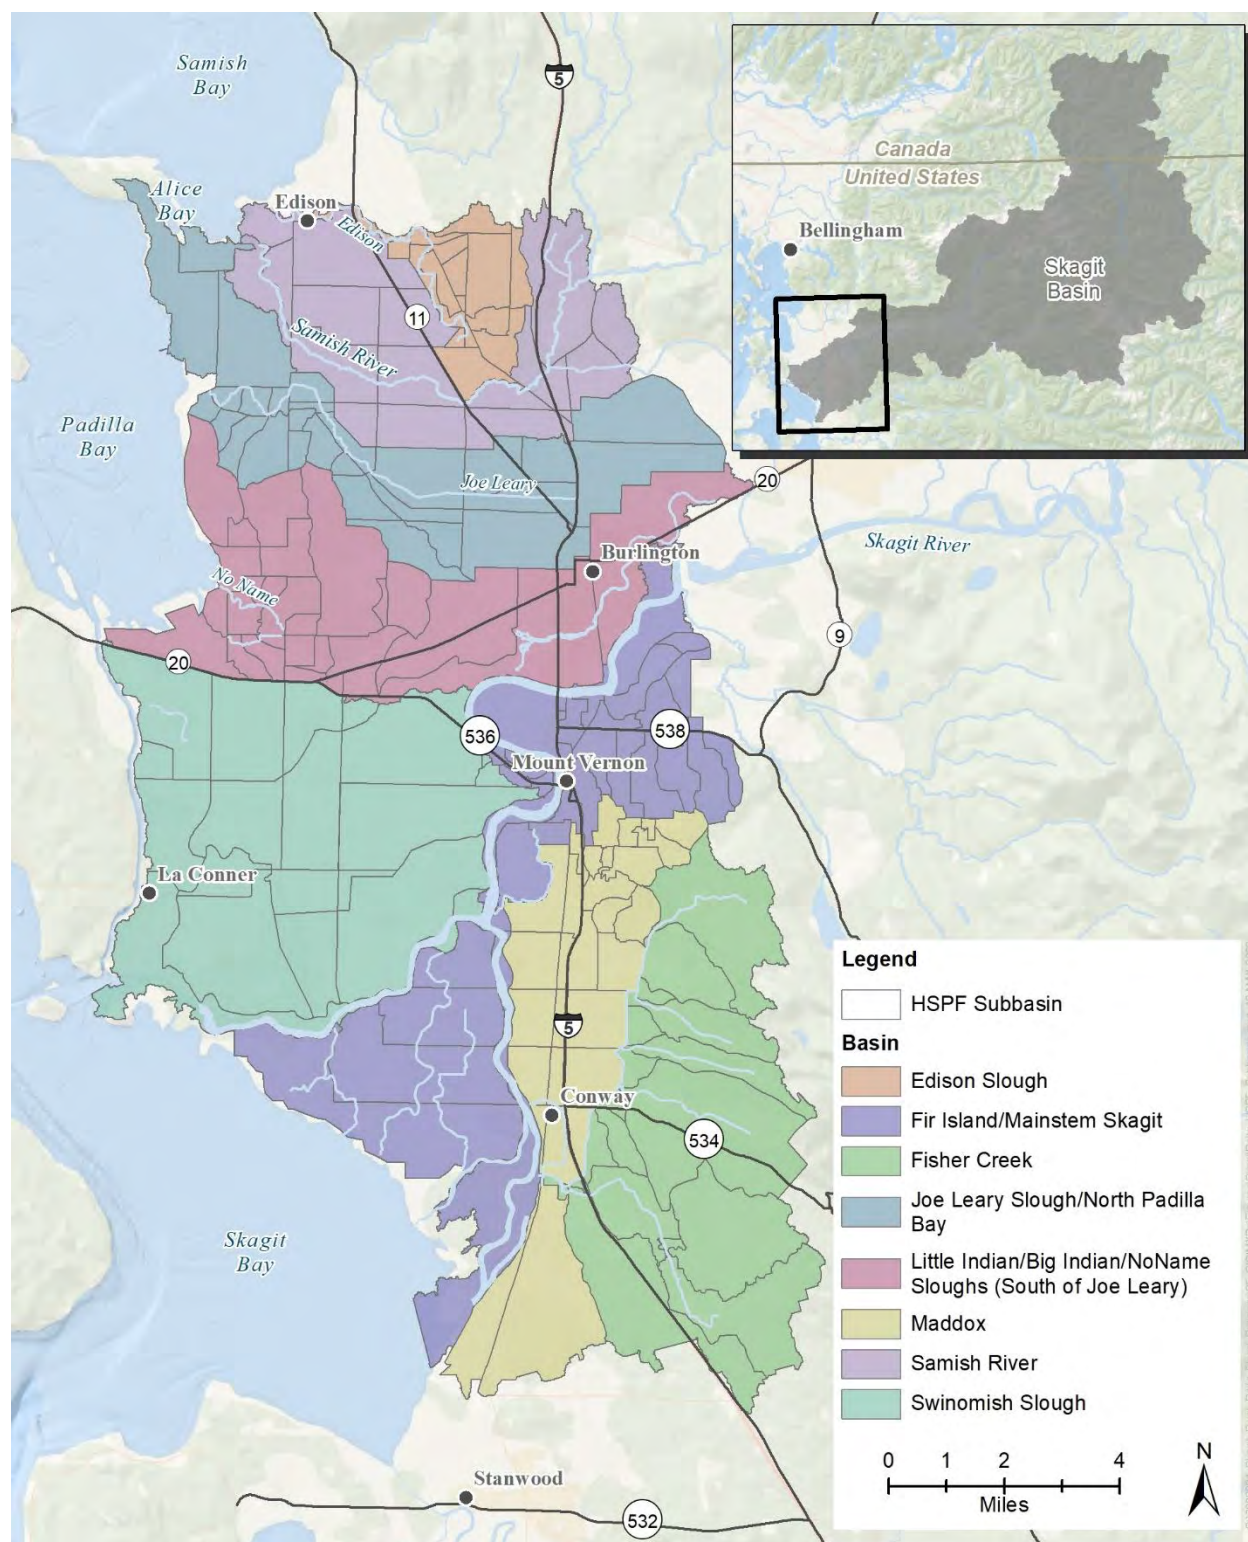 Samish
Bay
5
Canada
United States
Alice
Bay
Edison
Edison
Bellingham
Skagit
Basin
11
Samish River
Padilla
Bay
Joe Leary
20
Skagit River
Burlington
No Name
9
20
536
538
Mount Vernon
La Conner
5
Conway
534
Skagit
Bay
Stanwood
532
Legend
HSPF Subbasin
Basin
Edison Slough
Fir Island/Mainstem Skagit
Fisher Creek
Joe Leary Slough/North Padilla
Bay
Little Indian/Big Indian/NoName
Sloughs (South of Joe Leary)
Maddox
Samish River
Swinomish Slough
0 1 2 4
Miles
N